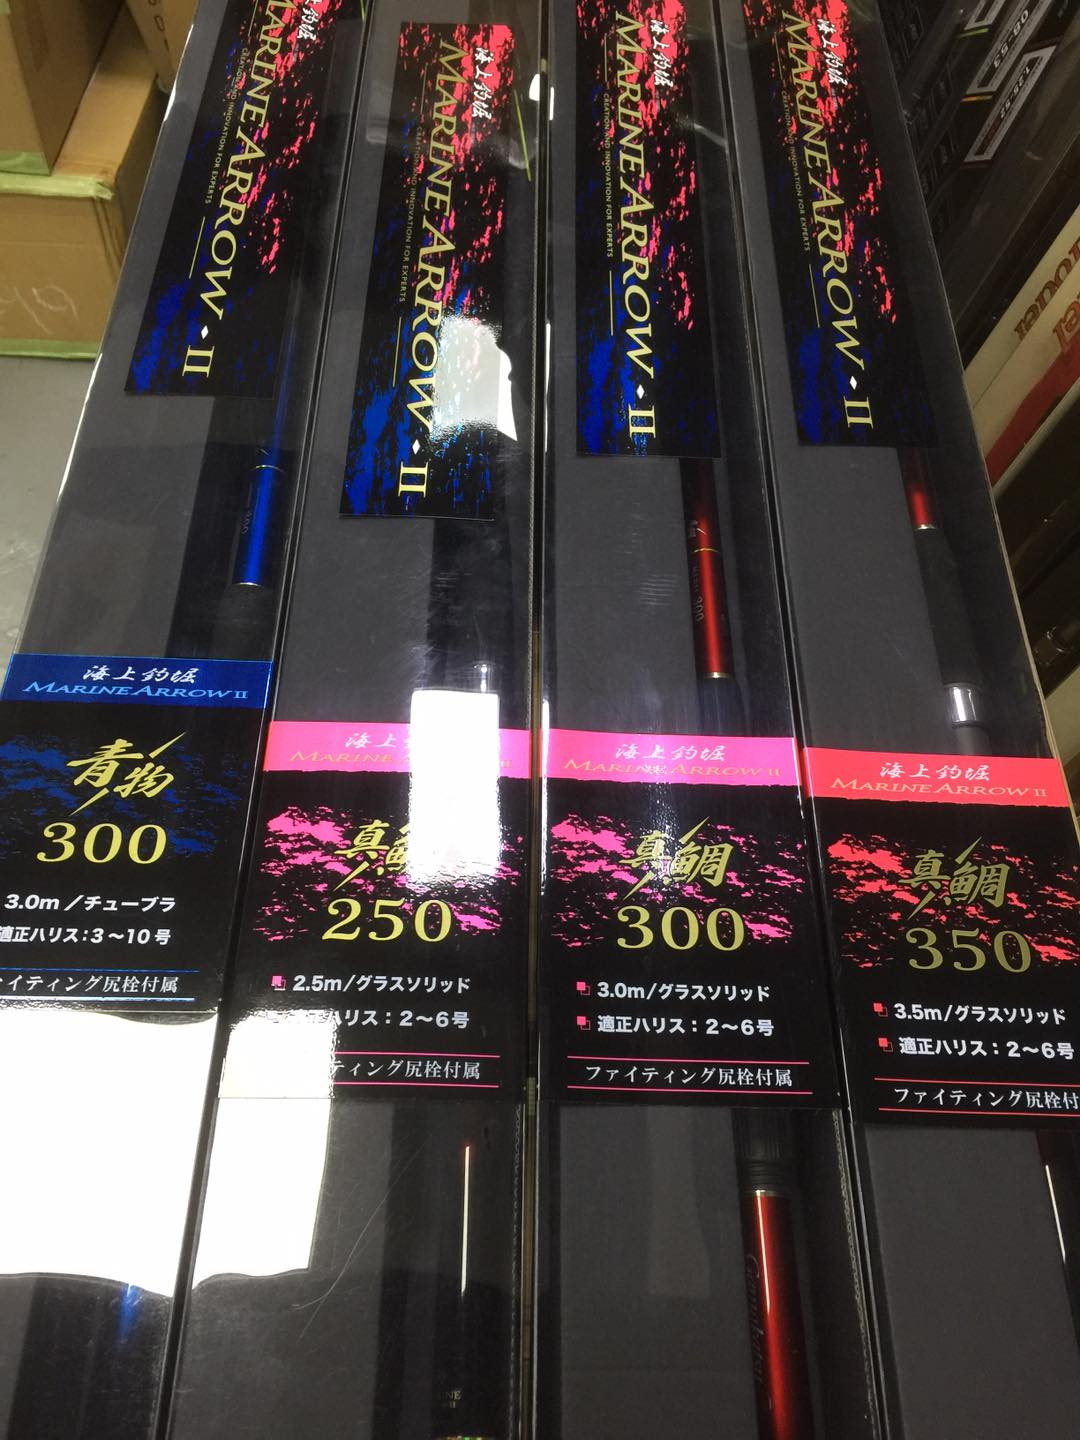 海上釣堀
MARINE ARROW II
CREATION AND INNOVATION FOR EXPERTS
海上釣堀
MARINE ARROW II
青物
300
3.0m/チューブラ
適正ハリス:3〜10号
イティング尻栓付属
海上釣堀
MARINE ARROW II
CREATION AND INNOVATION FOR EXPERTS
海上
MARINE
II
真
250
2.5m/グラスソリッド
適正ハリス:2〜6号
ティング尻栓付属
海上釣堀
MARINE ARROW II
CREATION AND INNOVATION FOR EXPERTS
300
海上釣堀
MARINE ARROW II
真鯛
300
3.0m/グラスソリッド
適正ハリス:2〜6号
ファイティング尻栓付属
海上釣堀
MARINE ARROW II
CREATION AND INNOVATION FOR EXPERTS
海上釣堀
MARINE ARROW II
真鯛
350
3.5m/グラスソリッド
適正ハリス:2〜6号
ファイティング尻栓付